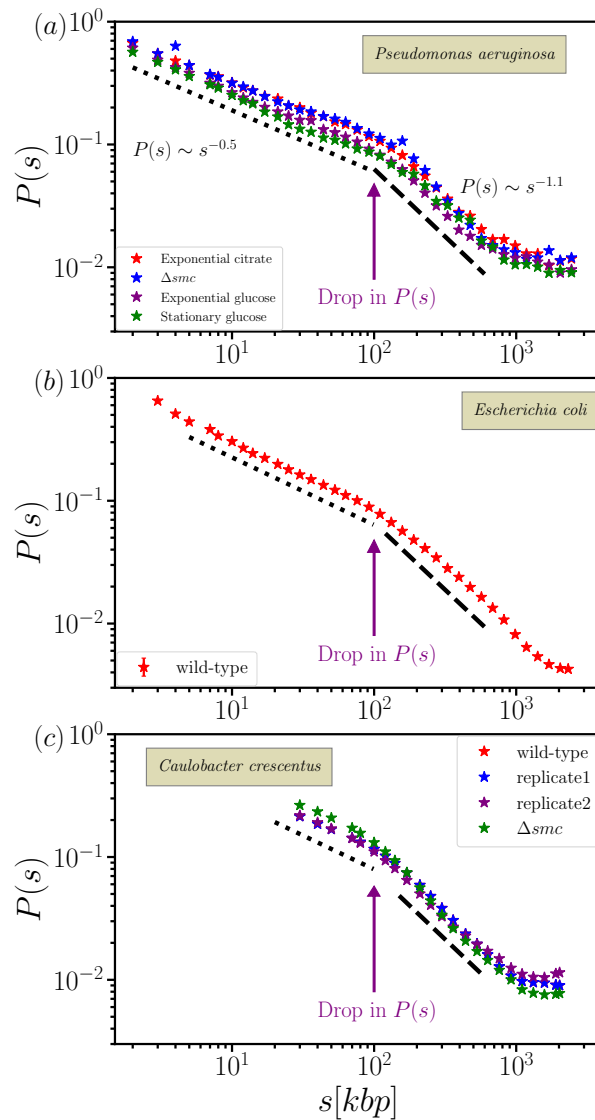 (a)
Pseudomonas aeruginosa
P(s) ∼ s^{-0.5}
P(s) ∼ s^{-1.1}
Exponential citrate
Δsmc
Exponential glucose
Stationary glucose
Drop in P(s)
P(s)
10^0
10^{-1}
10^{-2}
10^1
10^2
10^3
(b)
Escherichia coli
wild-type
Drop in P(s)
P(s)
10^0
10^{-1}
10^{-2}
10^1
10^2
10^3
(c)
Caulobacter crescentus
wild-type
replicate1
replicate2
Δsmc
Drop in P(s)
P(s)
10^0
10^{-1}
10^{-2}
10^1
10^2
10^3
s[kbp]